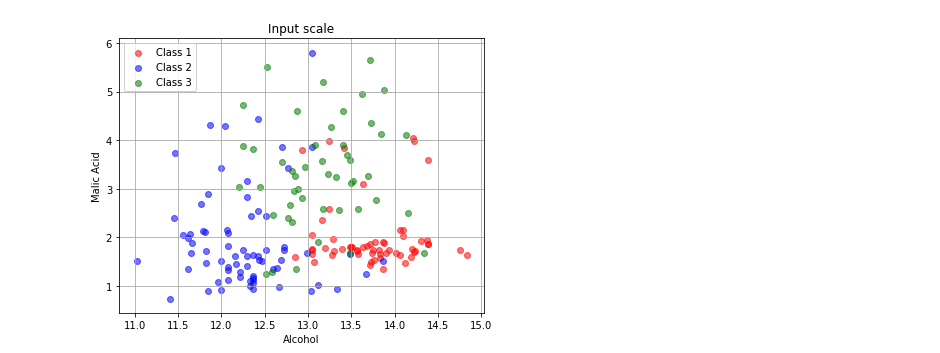 Input scale
Class 1
Class 2
Class 3
6
5
4
3
2
1
Malic Acid
11.0 11.5 12.0 12.5 13.0 13.5 14.0 14.5 15.0
Alcohol